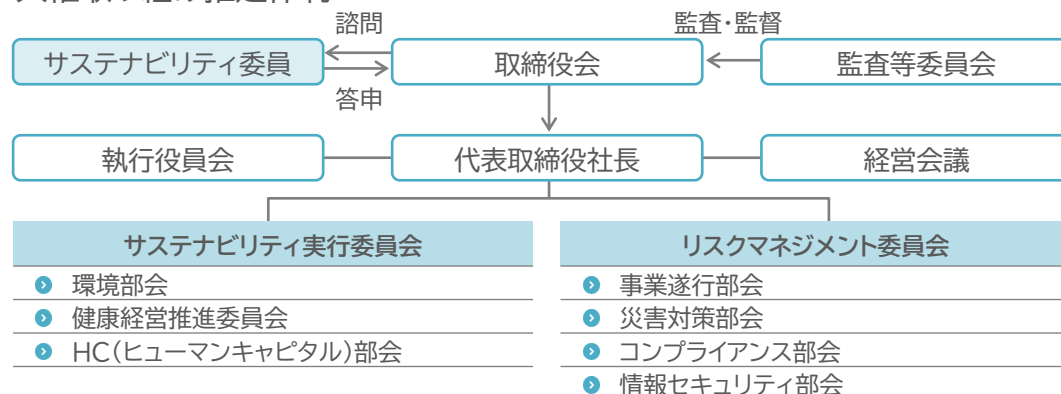 諮問
監査・監督
サステナビリティ委員
取締役会
監査等委員会
答申
執行役員会
代表取締役社長
経営会議
サステナビリティ実行委員会
環境部会
健康経営推進委員会
HC(ヒューマンキャピタル)部会
リスクマネジメント委員会
事業遂行部会
災害対策部会
コンプライアンス部会
情報セキュリティ部会